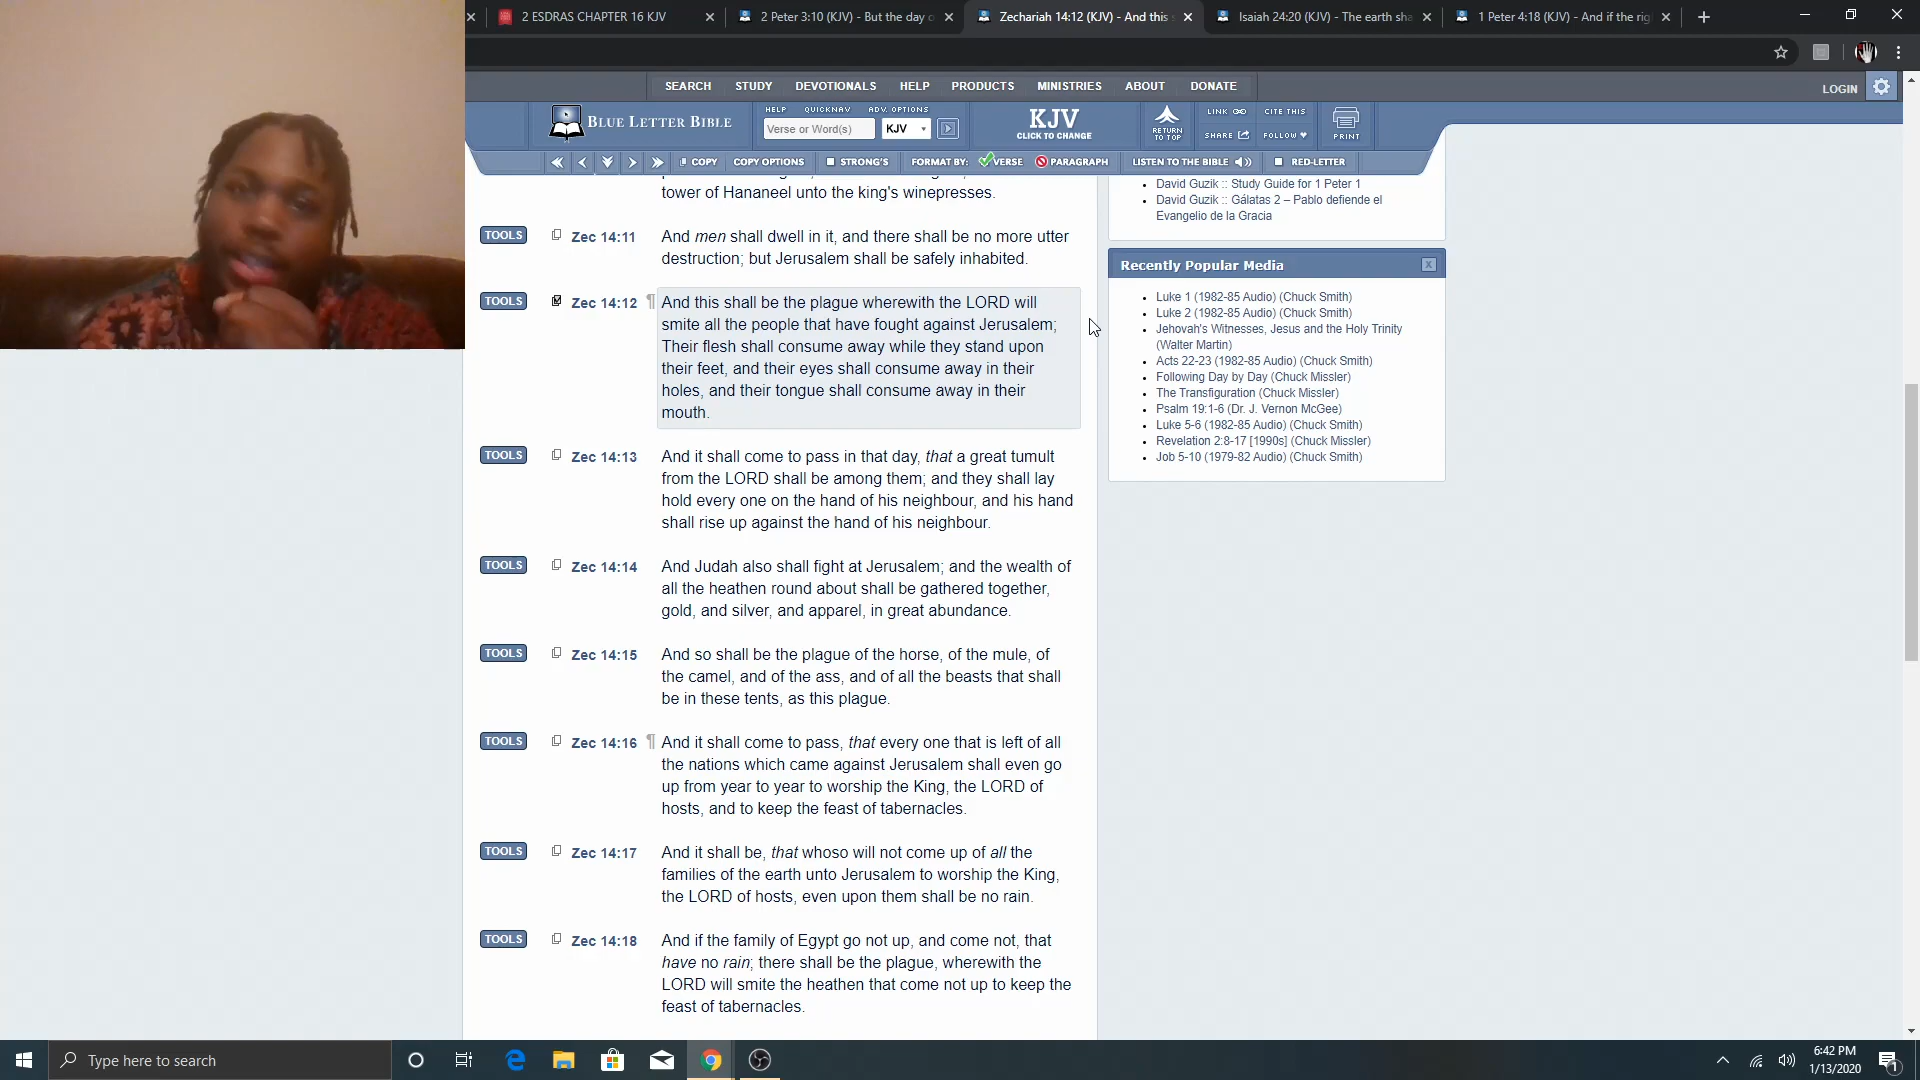 2 ESDRAS CHAPTER 16 KJV
2 Peter 3:10 (KJV) - But the day o
Zechariah 14:12 (KJV) - And this s
Isaiah 24:20 (KJV) - The earth sha
1 Peter 4:18 (KJV) - And if the rig
SEARCH STUDY DEVOTIONALS HELP PRODUCTS MINISTRIES ABOUT DONATE
LOGIN
BLUE LETTER BIBLE
HELP QUICKNAV ADV. OPTIONS
Verse or Word(s) KJV
KJV
CLICK TO CHANGE
RETURN
TO TOP
LINK CITE THIS
SHARE FOLLOW
PRINT
COPY COPY OPTIONS STRONG'S FORMAT BY: VERSE PARAGRAPH LISTEN TO THE BIBLE RED-LETTER
tower of Hananeel unto the king's winepresses.
TOOLS Zec 14:11 And men shall dwell in it, and there shall be no more utter
destruction; but Jerusalem shall be safely inhabited.
TOOLS Zec 14:12 ¶ And this shall be the plague wherewith the LORD will
smite all the people that have fought against Jerusalem;
Their flesh shall consume away while they stand upon
their feet, and their eyes shall consume away in their
holes, and their tongue shall consume away in their
mouth.
TOOLS Zec 14:13 And it shall come to pass in that day, that a great tumult
from the LORD shall be among them; and they shall lay
hold every one on the hand of his neighbour, and his hand
shall rise up against the hand of his neighbour.
TOOLS Zec 14:14 And Judah also shall fight at Jerusalem; and the wealth of
all the heathen round about shall be gathered together,
gold, and silver, and apparel, in great abundance.
TOOLS Zec 14:15 And so shall be the plague of the horse, of the mule, of
the camel, and of the ass, and of all the beasts that shall
be in these tents, as this plague.
TOOLS Zec 14:16 ¶ And it shall come to pass, that every one that is left of all
the nations which came against Jerusalem shall even go
up from year to year to worship the King, the LORD of
hosts, and to keep the feast of tabernacles.
TOOLS Zec 14:17 And it shall be, that whoso will not come up of all the
families of the earth unto Jerusalem to worship the King,
the LORD of hosts, even upon them shall be no rain.
TOOLS Zec 14:18 And if the family of Egypt go not up, and come not, that
have no rain; there shall be the plague, wherewith the
LORD will smite the heathen that come not up to keep the
feast of tabernacles.
David Guzik :: Study Guide for 1 Peter 1
David Guzik :: Gálatas 2 – Pablo defiende el
Evangelio de la Gracia
Recently Popular Media
Luke 1 (1982-85 Audio) (Chuck Smith)
Luke 2 (1982-85 Audio) (Chuck Smith)
Jehovah's Witnesses, Jesus and the Holy Trinity
(Walter Martin)
Acts 22-23 (1982-85 Audio) (Chuck Smith)
Following Day by Day (Chuck Missler)
The Transfiguration (Chuck Missler)
Psalm 19:1-6 (Dr. J. Vernon McGee)
Luke 5-6 (1982-85 Audio) (Chuck Smith)
Revelation 2:8-17 [1990s] (Chuck Missler)
Job 5-10 (1979-82 Audio) (Chuck Smith)
Type here to search
6:42 PM
1/13/2020
1